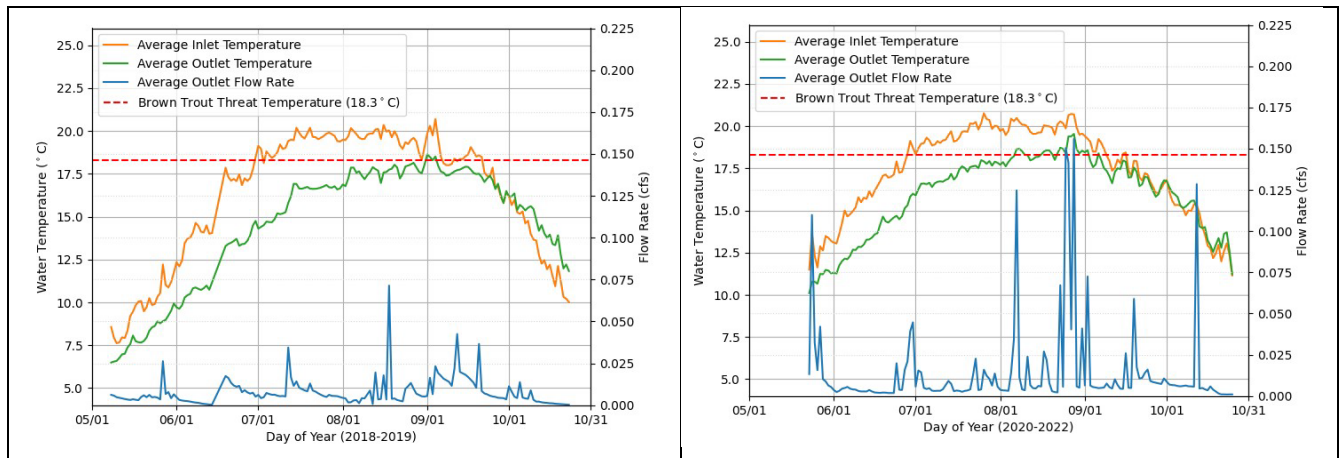 Average Inlet Temperature
Average Outlet Temperature
Average Outlet Flow Rate
Brown Trout Threat Temperature (18.3°C)
25.0
22.5
20.0
17.5
15.0
12.5
10.0
7.5
5.0
Water Temperature (°C)
0.225
0.200
0.175
0.150
0.125
0.100
0.075
0.050
0.025
0.000
Flow Rate (cfs)
05/01 06/01 07/01 08/01 09/01 10/01 10/31
Day of Year (2018-2019)
Average Inlet Temperature
Average Outlet Temperature
Average Outlet Flow Rate
Brown Trout Threat Temperature (18.3°C)
25.0
22.5
20.0
17.5
15.0
12.5
10.0
7.5
5.0
Water Temperature (°C)
0.225
0.200
0.175
0.150
0.125
0.100
0.075
0.050
0.025
0.000
Flow Rate (cfs)
05/01 06/01 07/01 08/01 09/01 10/01 10/31
Day of Year (2020-2022)